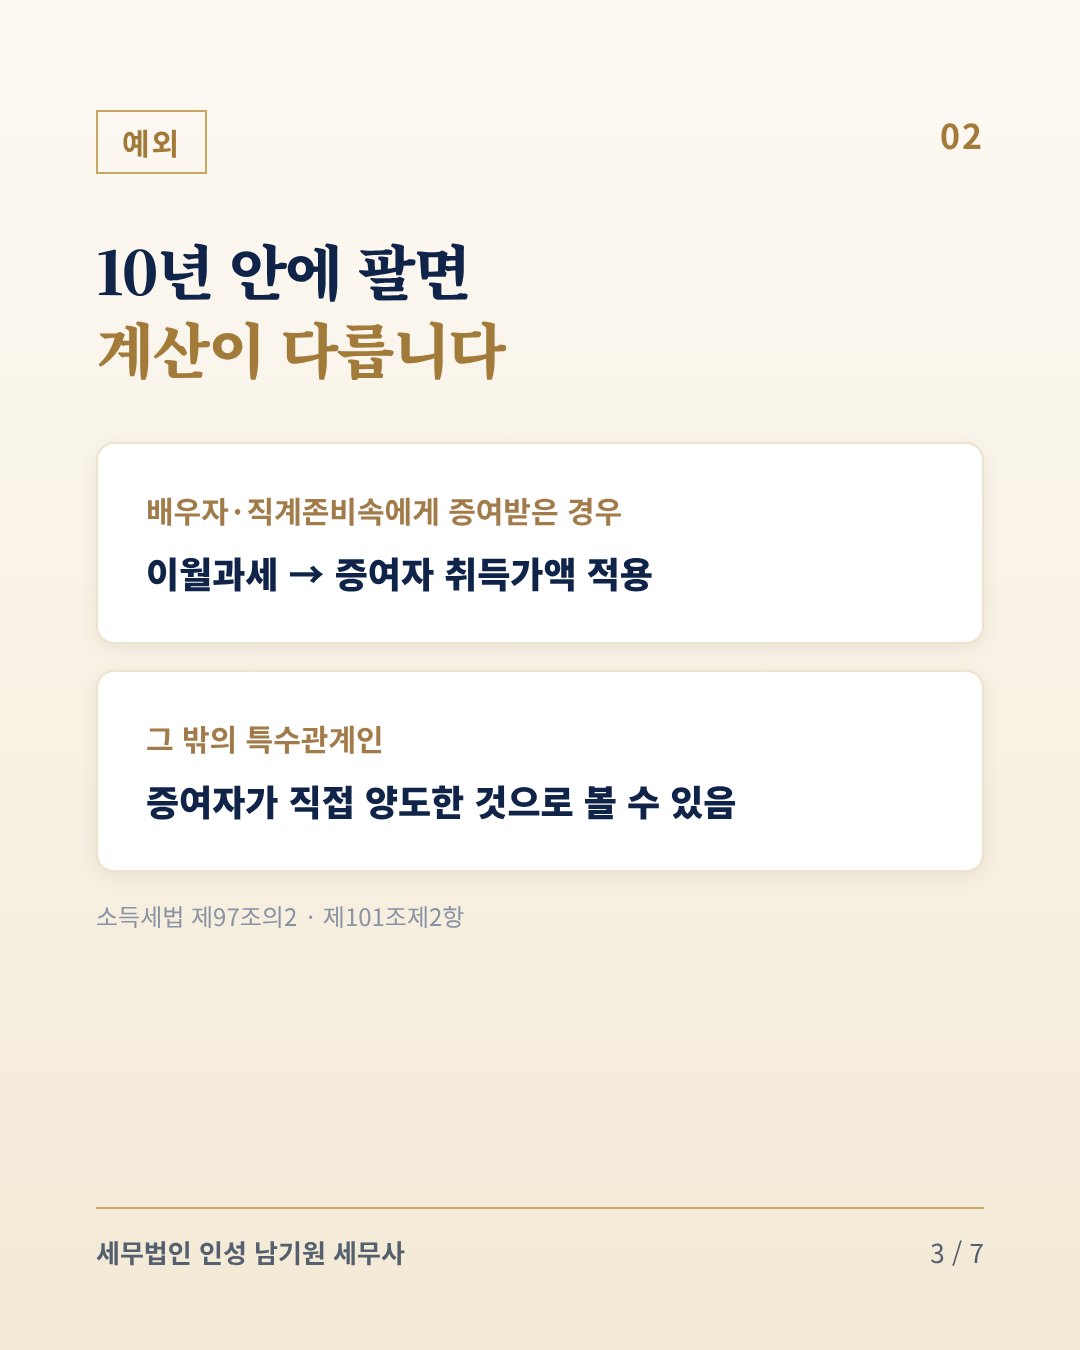 예외
02
10년 안에 팔면
계산이 다릅니다
배우자·직계존비속에게 증여받은 경우
이월과세 → 증여자 취득가액 적용
그 밖의 특수관계인
증여자가 직접 양도한 것으로 볼 수 있음
소득세법 제97조의2 · 제101조제2항
세무법인 인성 남기원 세무사
3 / 7